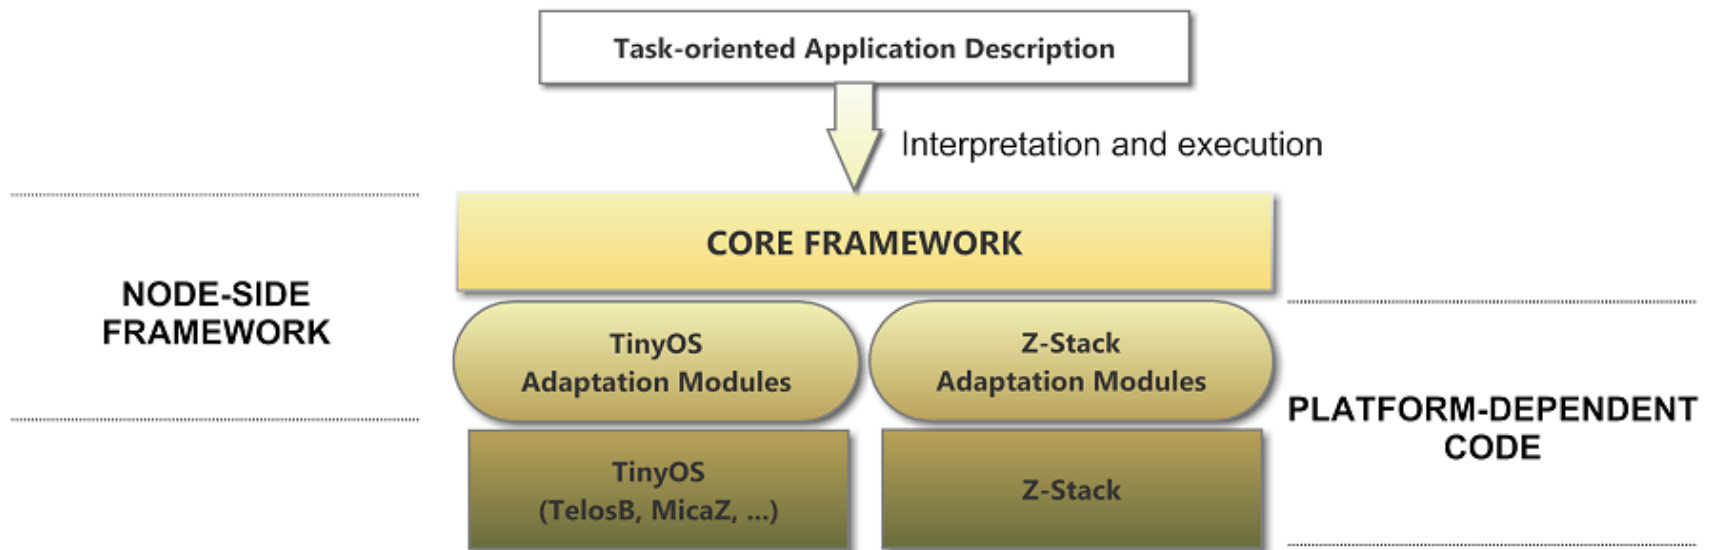 Task-oriented Application Description
Interpretation and execution
CORE FRAMEWORK
NODE-SIDE
FRAMEWORK
TinyOS
Adaptation Modules
Z-Stack
Adaptation Modules
PLATFORM-DEPENDENT
CODE
TinyOS
(TelosB, MicaZ, ...)
Z-Stack